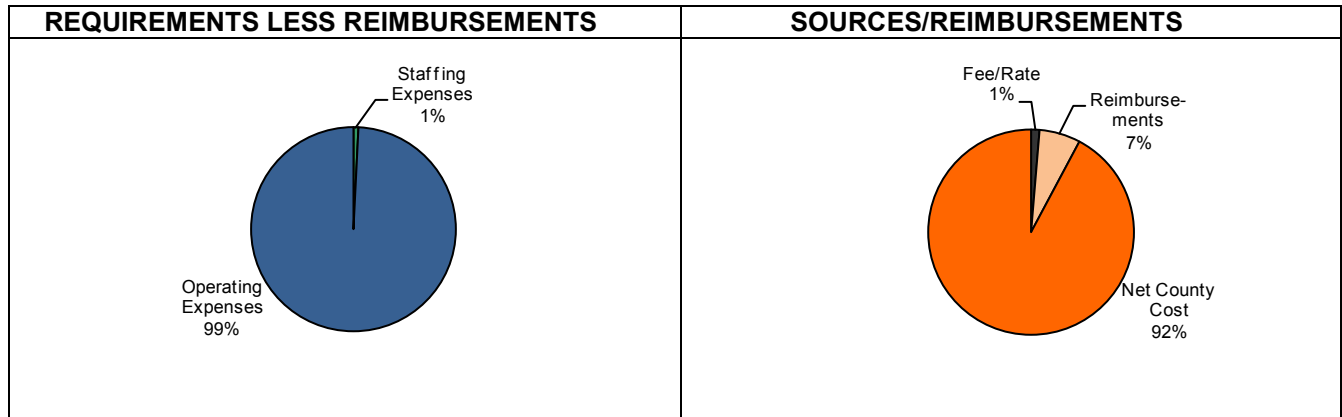 REQUIREMENTS LESS REIMBURSEMENTS
SOURCES/REIMBURSEMENTS
Staffing
Expenses
1%
Operating
Expenses
99%
Fee/Rate
1%
Reimburse-
ments
7%
Net County
Cost
92%